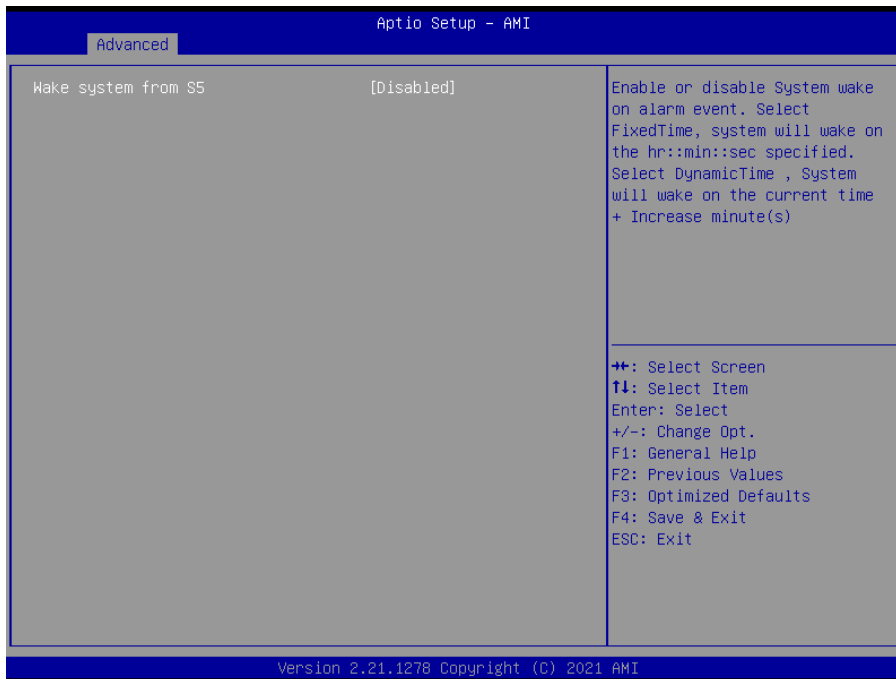 Aptio Setup – AMI
Advanced
Wake system from S5 [Disabled]
Enable or disable System wake
on alarm event. Select
FixedTime, system will wake on
the hr::min::sec specified.
Select DynamicTime , System
will wake on the current time
+ Increase minute(s)
→←: Select Screen
↑↓: Select Item
Enter: Select
+/-: Change Opt.
F1: General Help
F2: Previous Values
F3: Optimized Defaults
F4: Save & Exit
ESC: Exit
Version 2.21.1278 Copyright (C) 2021 AMI